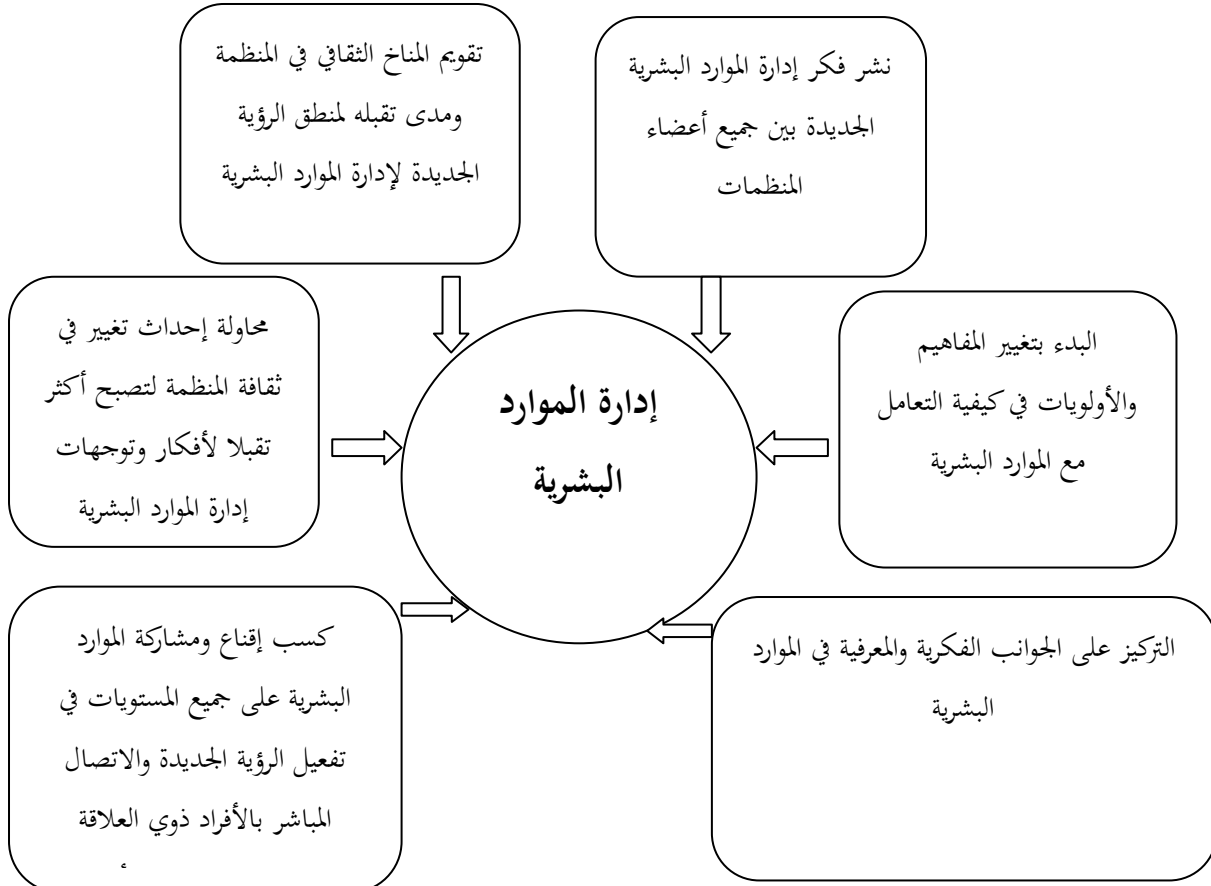 نشر فكر إدارة الموارد البشرية
الجديدة بين جميع أعضاء
المنظمات
تقويم المناخ الثقافي في المنظمة
ومدى تقبله لمنطق الرؤية
الجديدة لإدارة الموارد البشرية
البدء بتغيير المفاهيم
والأولويات في كيفية التعامل
مع الموارد البشرية
إدارة الموارد
البشرية
محاولة إحداث تغيير في
ثقافة المنظمة لتصبح أكثر
تقبلا لأفكار وتوجهات
إدارة الموارد البشرية
التركيز على الجوانب الفكرية والمعرفية في الموارد
البشرية
كسب إقناع ومشاركة الموارد
البشرية على جميع المستويات في
تفعيل الرؤية الجديدة والاتصال
المباشر بالأفراد ذوي العلاقة